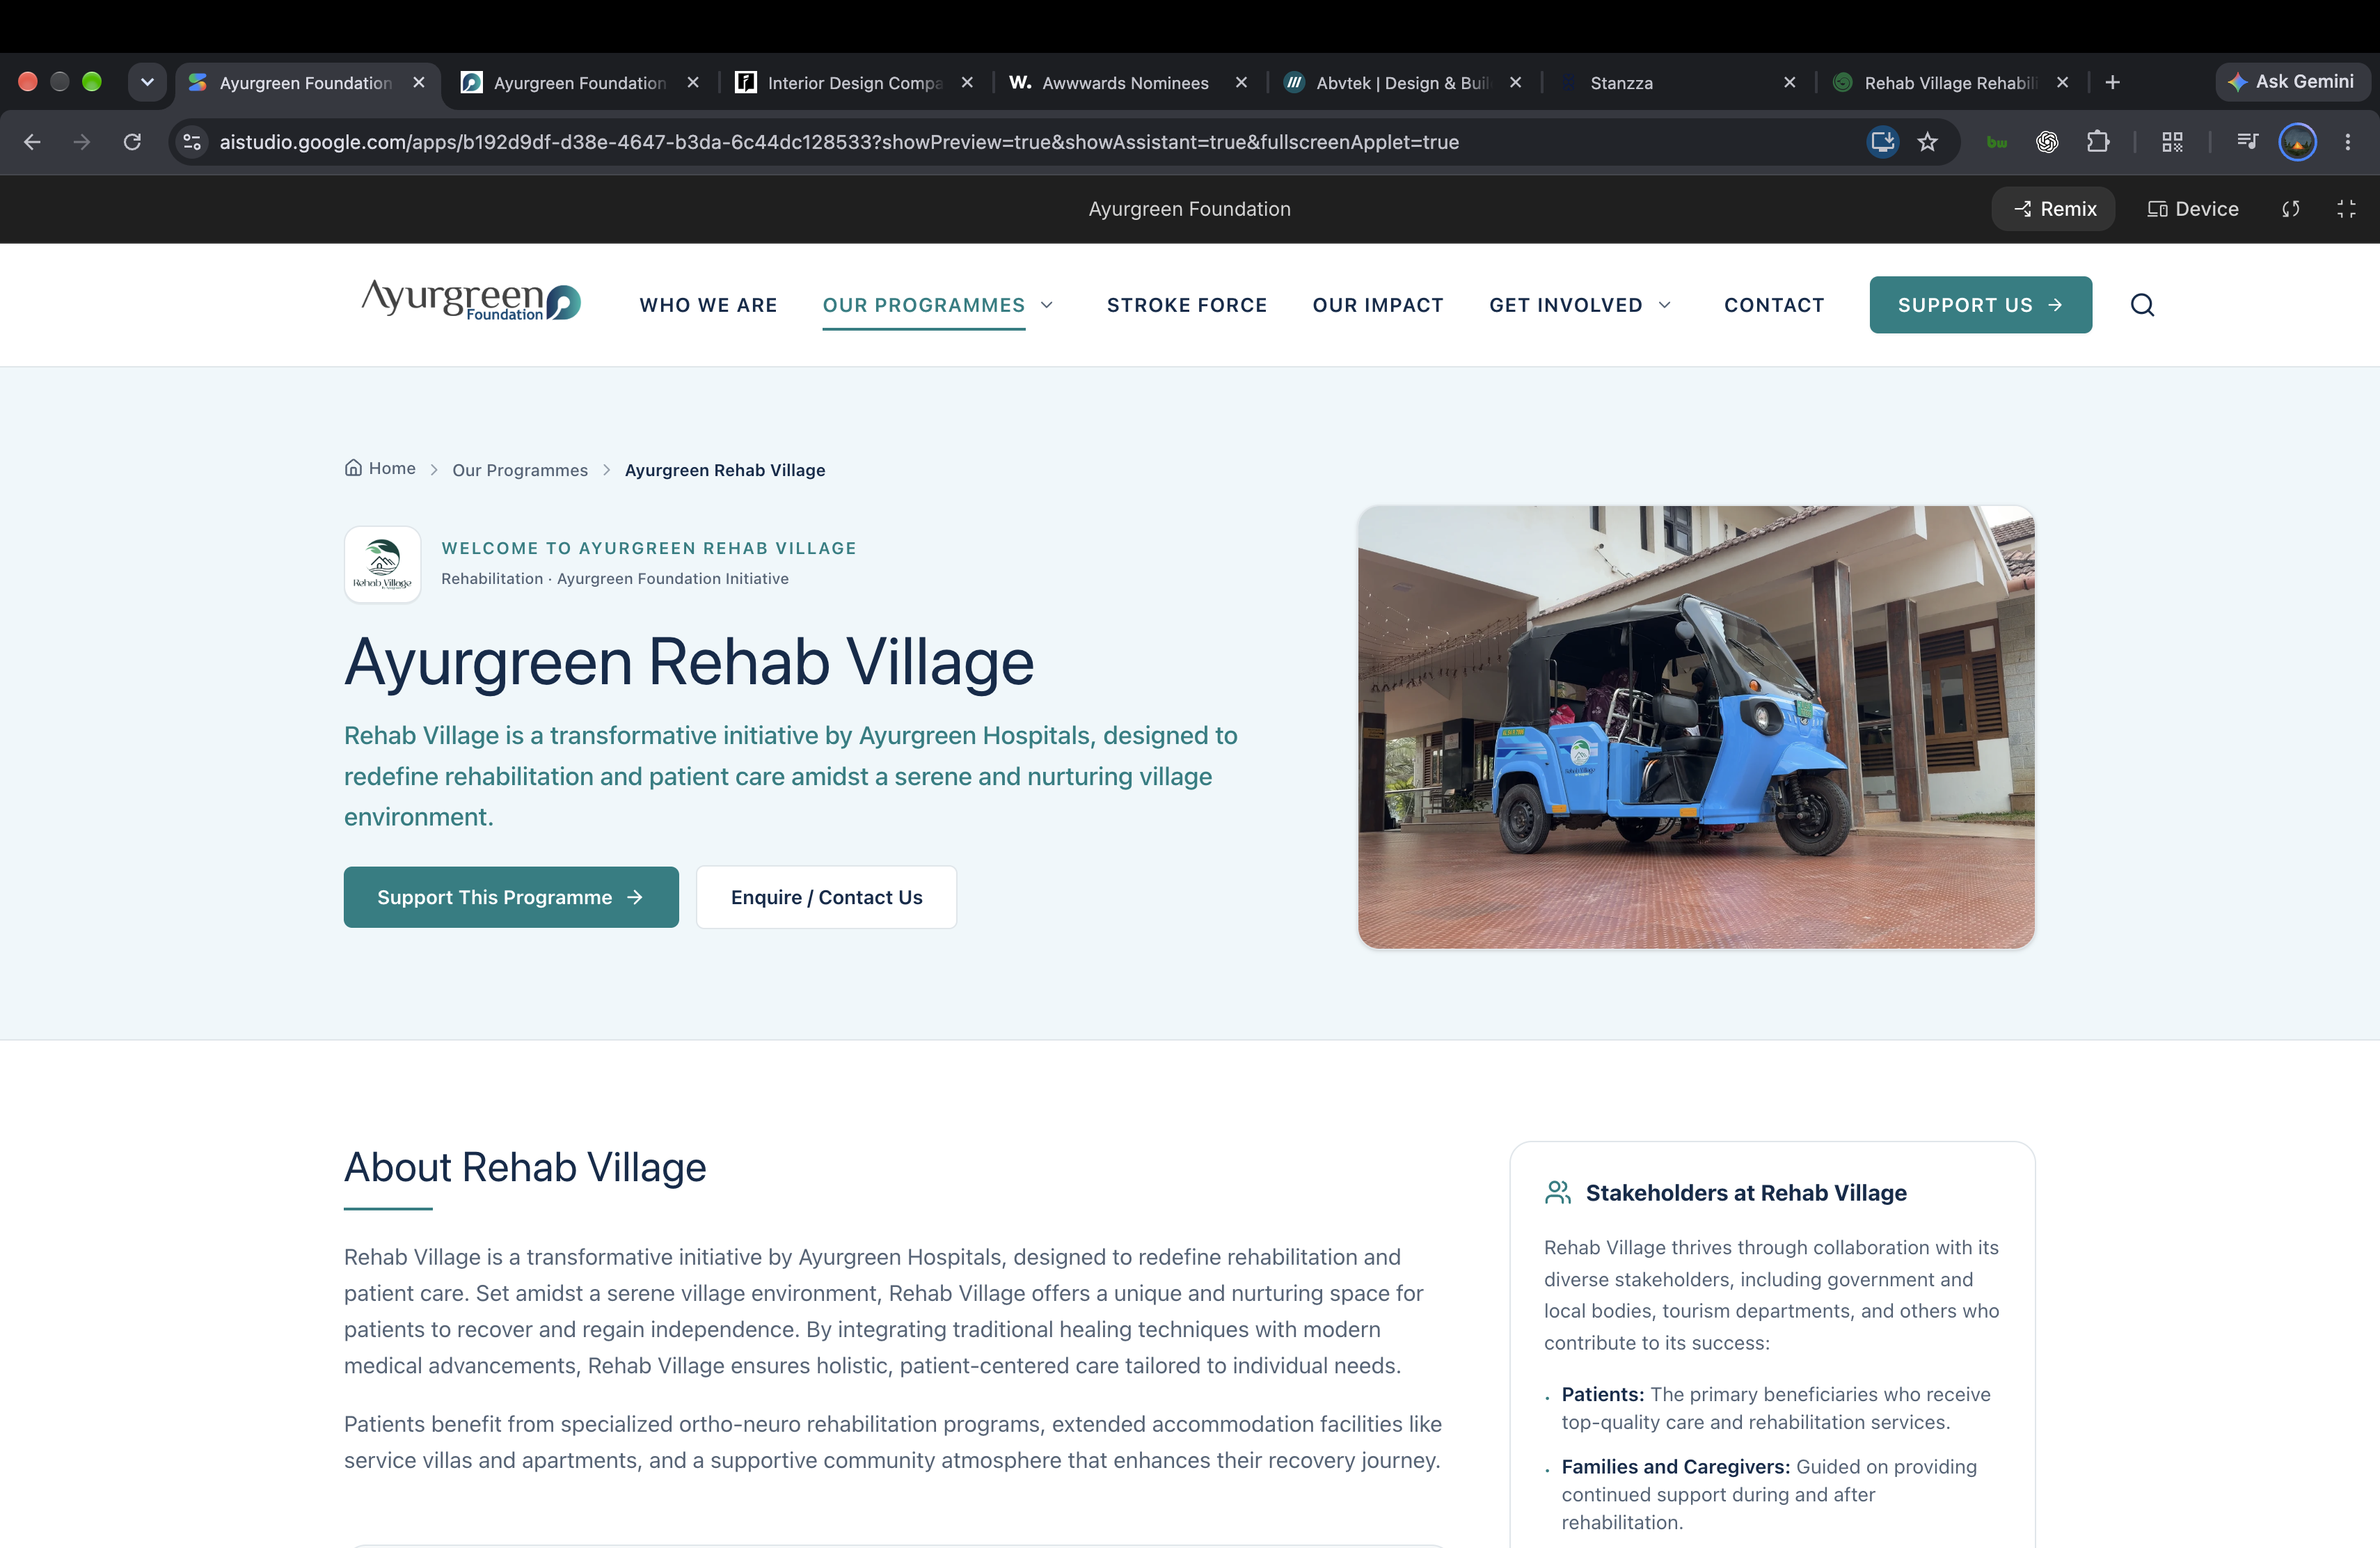 Ayurgreen Foundation
Ayurgreen Foundation
Interior Design Compa
W. Awwwards Nominees
Abvtek | Design & Buil
Stanzza
Rehab Village Rehabili
Ask Gemini
aistudio.google.com/apps/b192d9df-d38e-4647-b3da-6c44dc128533?showPreview=true&showAssistant=true&fullscreenApplet=true
bw
Ayurgreen Foundation
Remix
Device
Ayurgreen
Foundation
WHO WE ARE
OUR PROGRAMMES
STROKE FORCE
OUR IMPACT
GET INVOLVED
CONTACT
SUPPORT US
Home
Our Programmes
Ayurgreen Rehab Village
Rehab Village
WELCOME TO AYURGREEN REHAB VILLAGE
Rehabilitation · Ayurgreen Foundation Initiative
Ayurgreen Rehab Village
Rehab Village is a transformative initiative by Ayurgreen Hospitals, designed to
redefine rehabilitation and patient care amidst a serene and nurturing village
environment.
Support This Programme
Enquire / Contact Us
About Rehab Village
Rehab Village is a transformative initiative by Ayurgreen Hospitals, designed to redefine rehabilitation and
patient care. Set amidst a serene village environment, Rehab Village offers a unique and nurturing space for
patients to recover and regain independence. By integrating traditional healing techniques with modern
medical advancements, Rehab Village ensures holistic, patient-centered care tailored to individual needs.
Patients benefit from specialized ortho-neuro rehabilitation programs, extended accommodation facilities like
service villas and apartments, and a supportive community atmosphere that enhances their recovery journey.
Stakeholders at Rehab Village
Rehab Village thrives through collaboration with its
diverse stakeholders, including government and
local bodies, tourism departments, and others who
contribute to its success:
Patients: The primary beneficiaries who receive
top-quality care and rehabilitation services.
Families and Caregivers: Guided on providing
continued support during and after
rehabilitation.